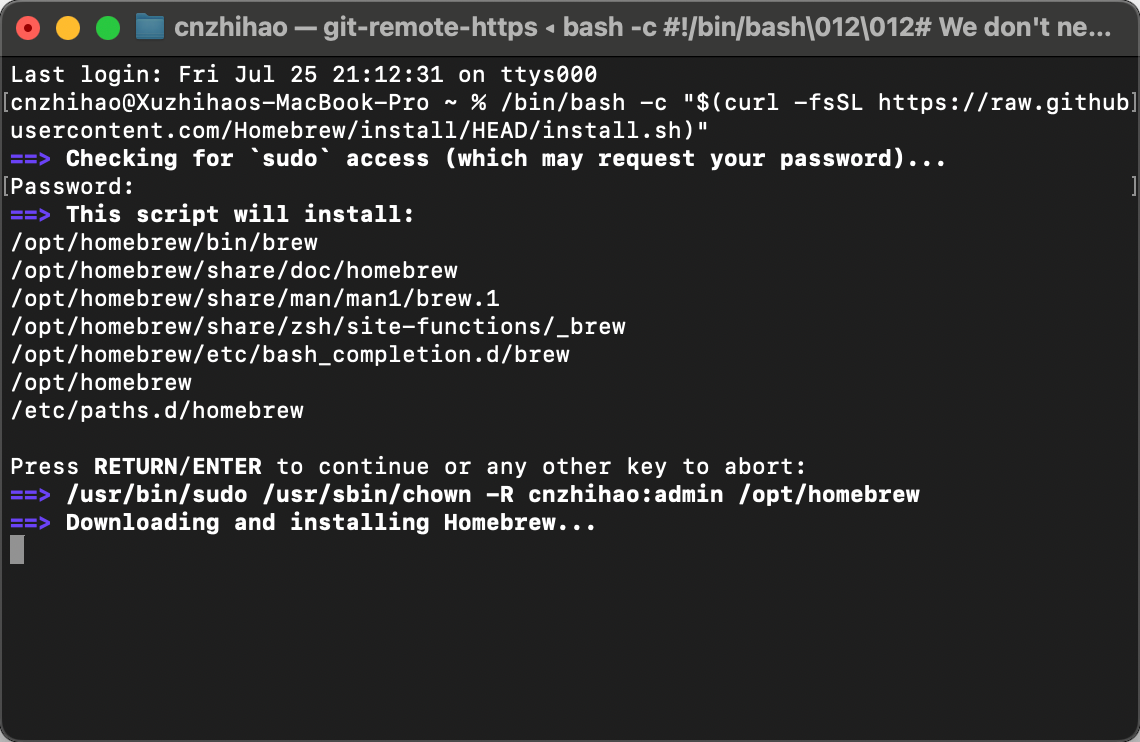 cnzhihao — git-remote-https ◂ bash -c #!/bin/bash\012\012# We don't ne...
Last login: Fri Jul 25 21:12:31 on ttys000
[cnzhihao@Xuzhihaos-MacBook-Pro ~ % /bin/bash -c "$(curl -fsSL https://raw.github]
usercontent.com/Homebrew/install/HEAD/install.sh)"
==> Checking for `sudo` access (which may request your password)...
[Password: ]
==> This script will install:
/opt/homebrew/bin/brew
/opt/homebrew/share/doc/homebrew
/opt/homebrew/share/man/man1/brew.1
/opt/homebrew/share/zsh/site-functions/_brew
/opt/homebrew/etc/bash_completion.d/brew
/opt/homebrew
/etc/paths.d/homebrew
Press RETURN/ENTER to continue or any other key to abort:
==> /usr/bin/sudo /usr/sbin/chown -R cnzhihao:admin /opt/homebrew
==> Downloading and installing Homebrew...